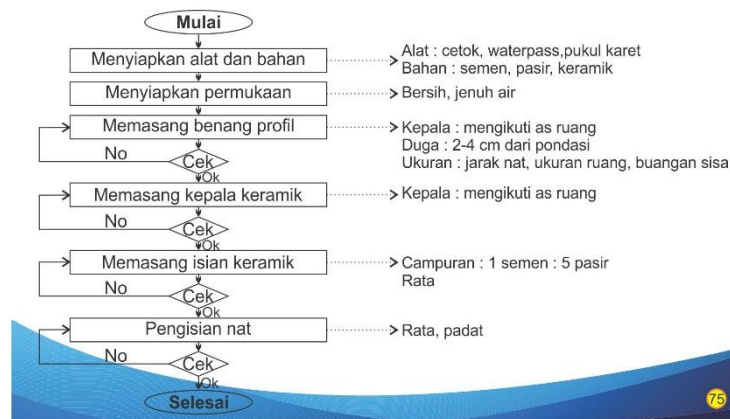 Mulai
Menyiapkan alat dan bahan
Alat : cetok, waterpass,pukul karet
Bahan : semen, pasir, keramik
Menyiapkan permukaan
Bersih, jenuh air
Memasang benang profil
Kepala : mengikuti as ruang
Duga : 2-4 cm dari pondasi
Ukuran : jarak nat, ukuran ruang, buangan sisa
No
Cek
Ok
Memasang kepala keramik
Kepala : mengikuti as ruang
No
Cek
Ok
Memasang isian keramik
Campuran : 1 semen : 5 pasir
Rata
No
Cek
Ok
Pengisian nat
Rata, padat
No
Cek
Ok
Selesai
75